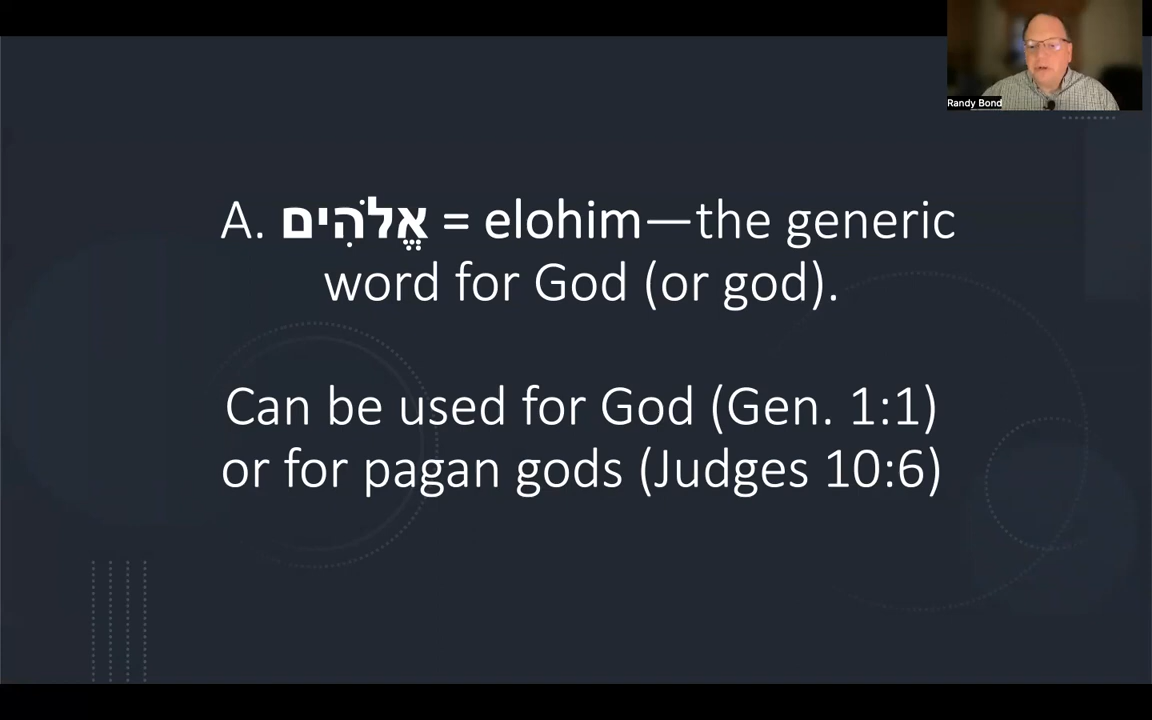 Randy Bond
A. אֱלֹהִים = elohim—the generic
word for God (or god).
Can be used for God (Gen. 1:1)
or for pagan gods (Judges 10:6)